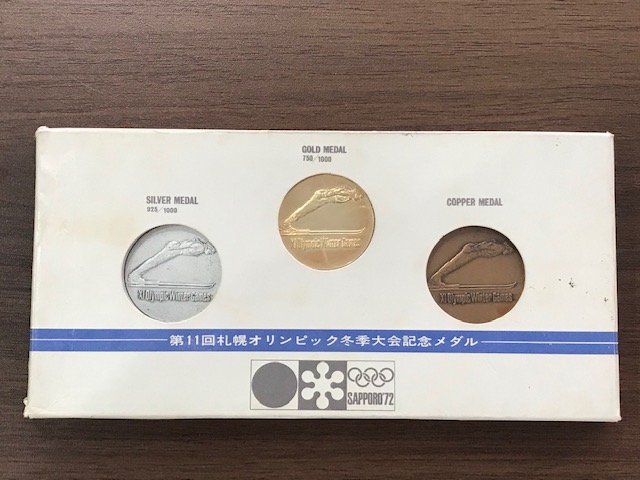 GOLD MEDAL
750/1000
SILVER MEDAL
925/1000
COPPER MEDAL
XI Olympic Winter Games
XI Olympic Winter Games
XI Olympic Winter Games
第11回札幌オリンピック冬季大会記念メダル
SAPPORO'72